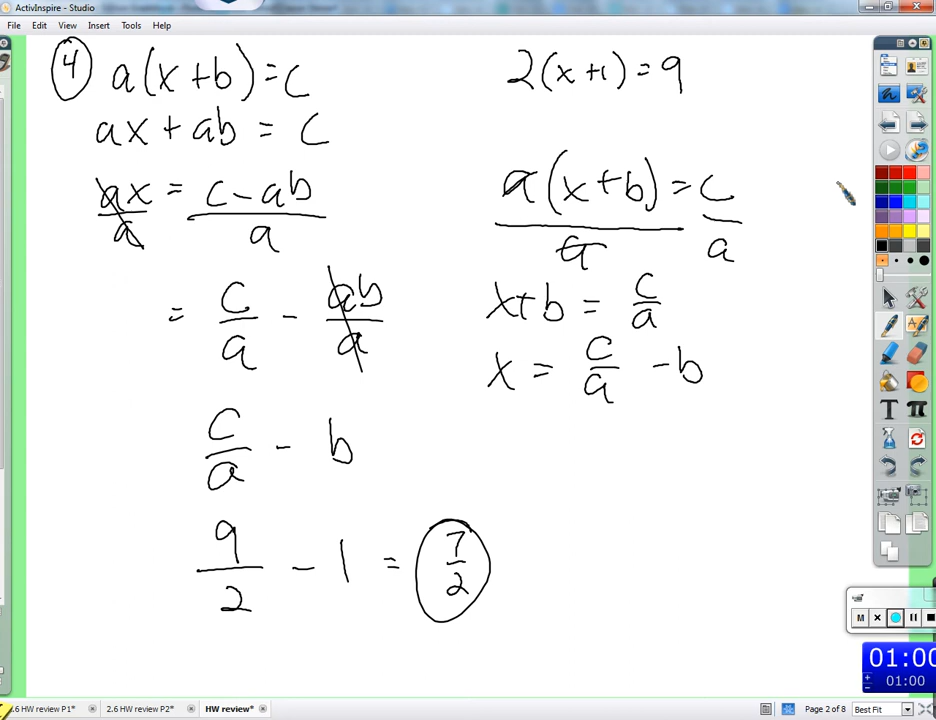 ActivInspire - Studio
File Edit View Insert Tools Help
4 a(x+b)=c
ax+ab = c
ax/a = (c-ab)/a
= c/a - ab/a
c/a - b
9/2 - 1 = 7/2
2(x+1)=9
a(x+b)/a = c/a
x+b = c/a
x = c/a - b
T π
M
01:00
01:00
2.6 HW review P1* 2.6 HW review P2* HW review* Page 2 of 8 Best Fit